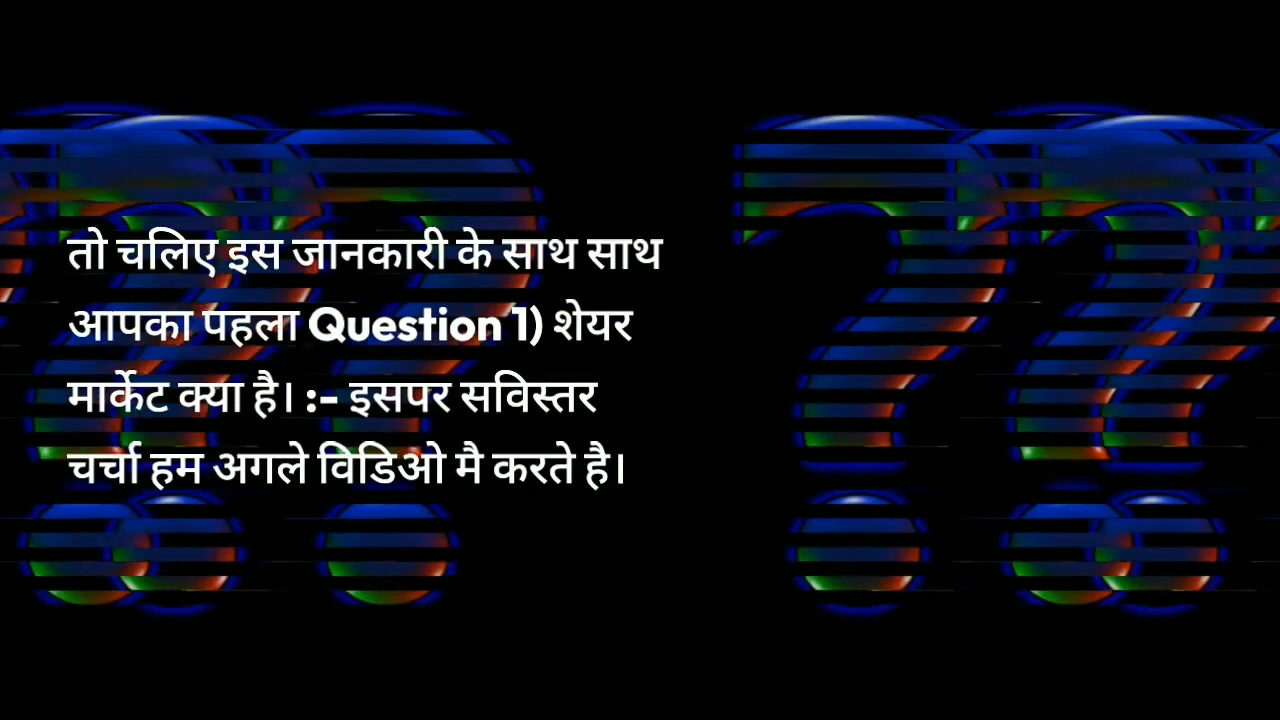 तो चलिए इस जानकारी के साथ साथ
आपका पहला Question 1) शेयर
मार्केट क्या है। :- इसपर सविस्तर
चर्चा हम अगले विडिओ मै करते है।